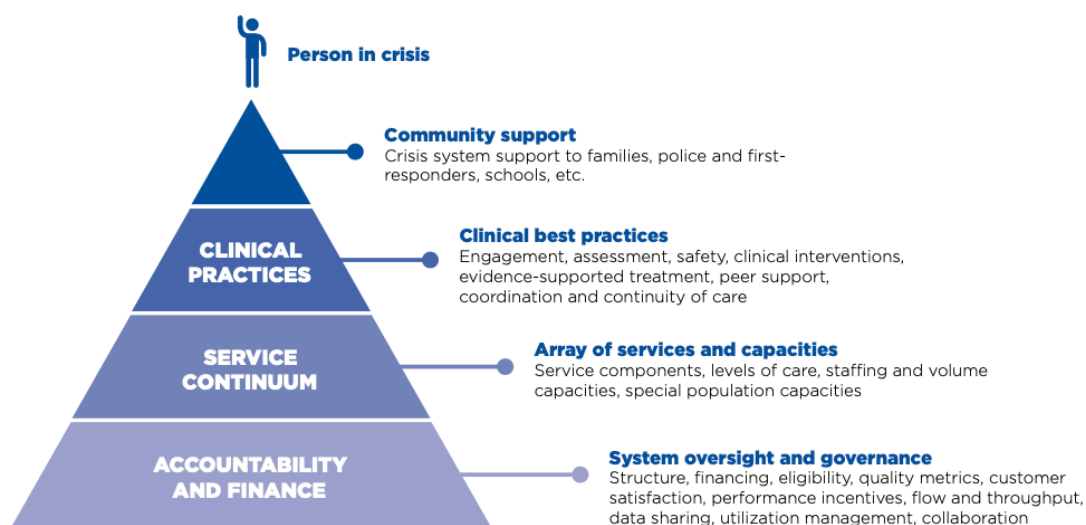 Person in crisis
Community support
Crisis system support to families, police and first-
responders, schools, etc.
CLINICAL
PRACTICES
Clinical best practices
Engagement, assessment, safety, clinical interventions,
evidence-supported treatment, peer support,
coordination and continuity of care
SERVICE
CONTINUUM
Array of services and capacities
Service components, levels of care, staffing and volume
capacities, special population capacities
ACCOUNTABILITY
AND FINANCE
System oversight and governance
Structure, financing, eligibility, quality metrics, customer
satisfaction, performance incentives, flow and throughput,
data sharing, utilization management, collaboration